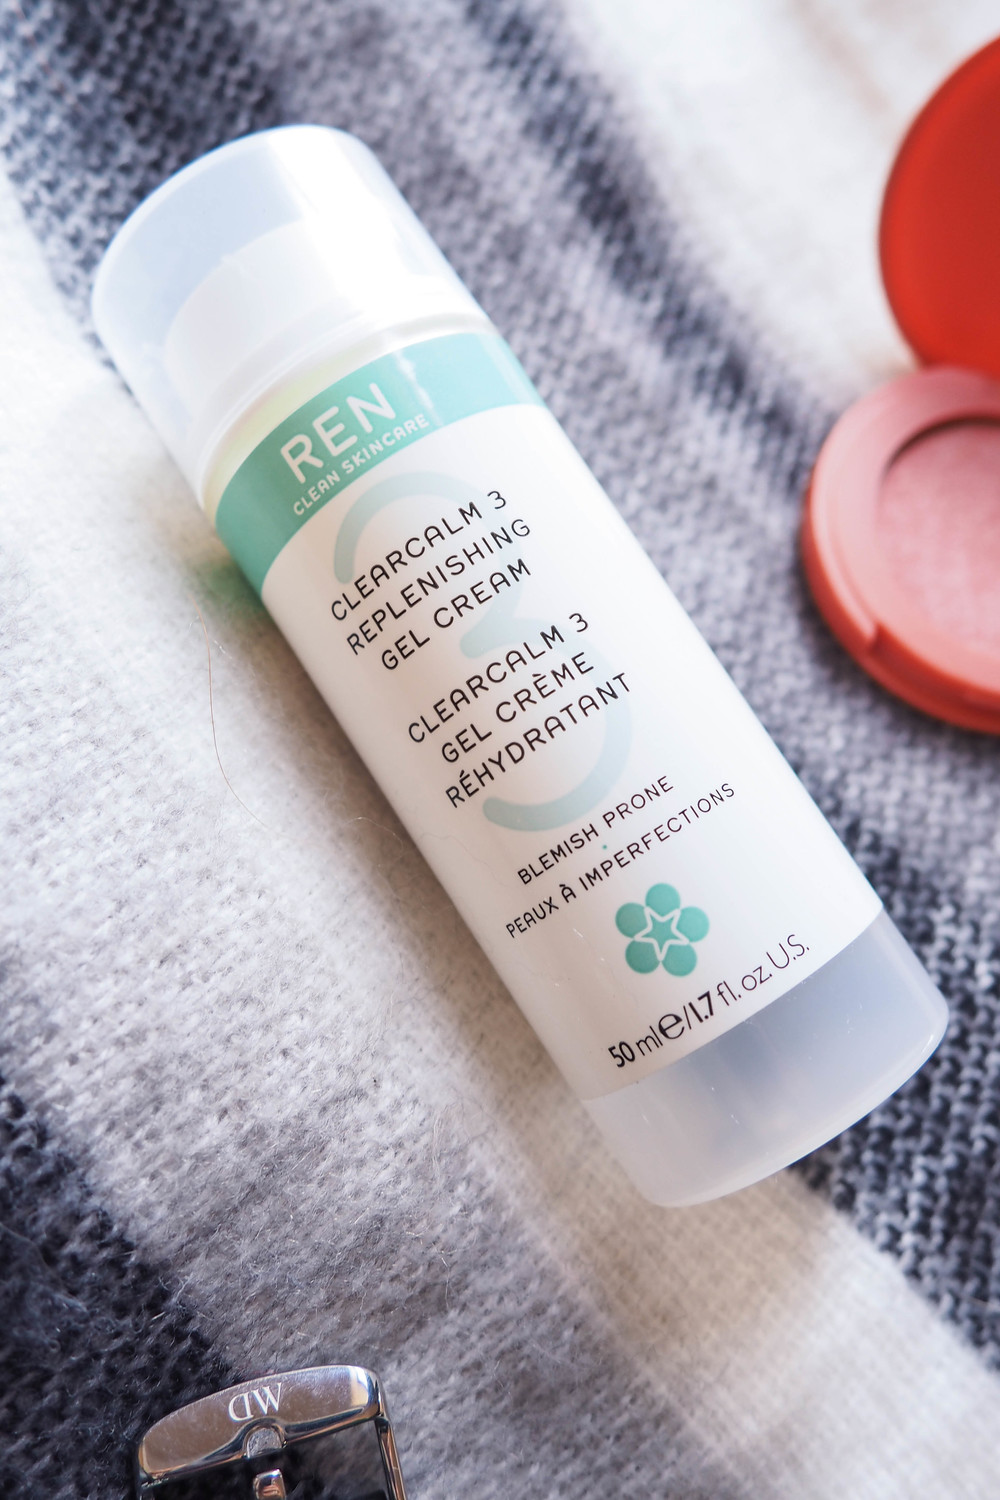 REN
CLEAN SKINCARE
CLEARCALM 3
REPLENISHING
GEL CREAM
CLEARCALM 3
GEL CRÈME
RÉHYDRATANT
BLEMISH PRONE
PEAUX À IMPERFECTIONS
50 ml℮/1.7 fl. oz. U.S.
DW